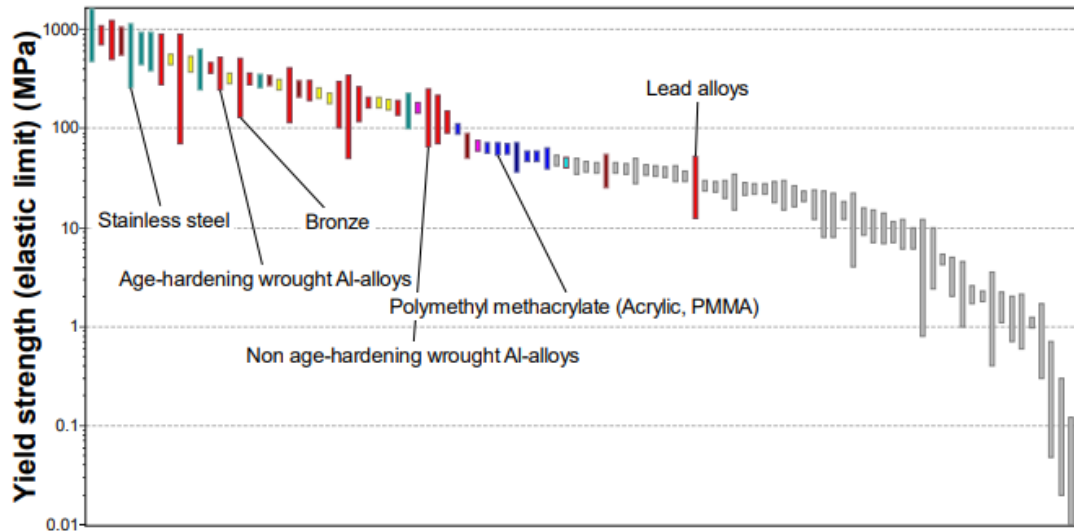 Yield strength (elastic limit) (MPa)
1000
100
10
1
0.1
0.01
Lead alloys
Stainless steel
Bronze
Age-hardening wrought Al-alloys
Polymethyl methacrylate (Acrylic, PMMA)
Non age-hardening wrought Al-alloys